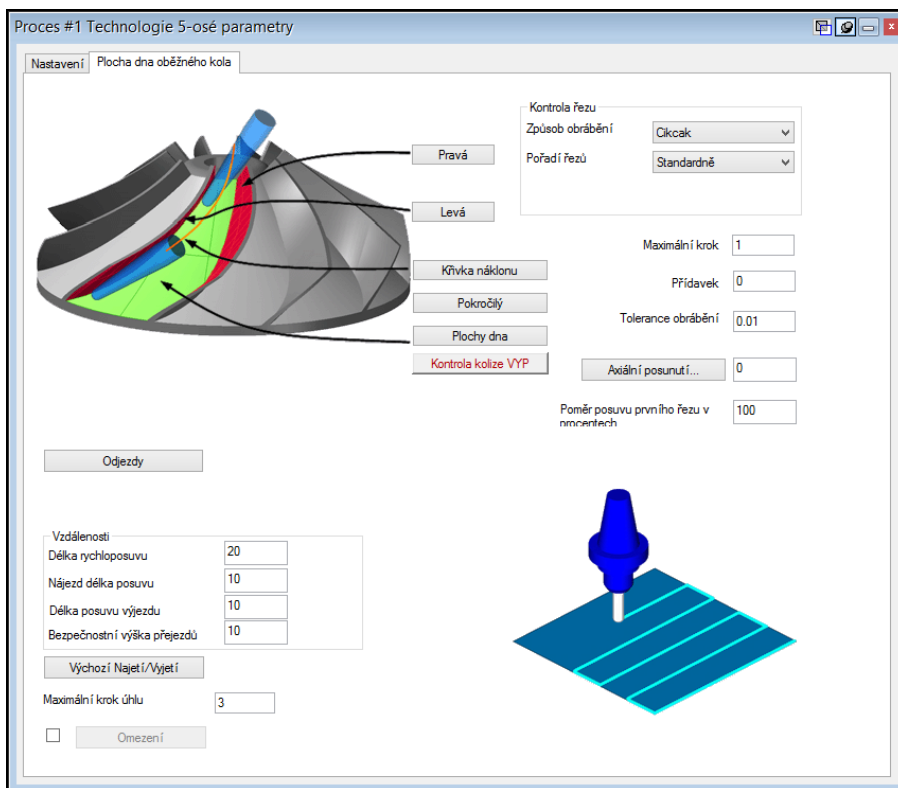 Proces #1 Technologie 5-osé parametry
Nastavení
Plocha dna oběžného kola
Pravá
Levá
Křivka náklonu
Pokročilý
Plochy dna
Kontrola kolize VYP
Kontrola řezu
Způsob obrábění
Cikcak
Pořadí řezů
Standardně
Maximální krok
1
Přídavek
0
Tolerance obrábění
0.01
Axiální posunutí...
0
Poměr posuvu prvního řezu v
procentech
100
Odjezdy
Vzdálenosti
Délka rychloposuvu
20
Nájezd délka posuvu
10
Délka posuvu výjezdu
10
Bezpečnostní výška přejezdů
10
Výchozí Najetí/Vyjetí
Maximální krok úhlu
3
Omezení